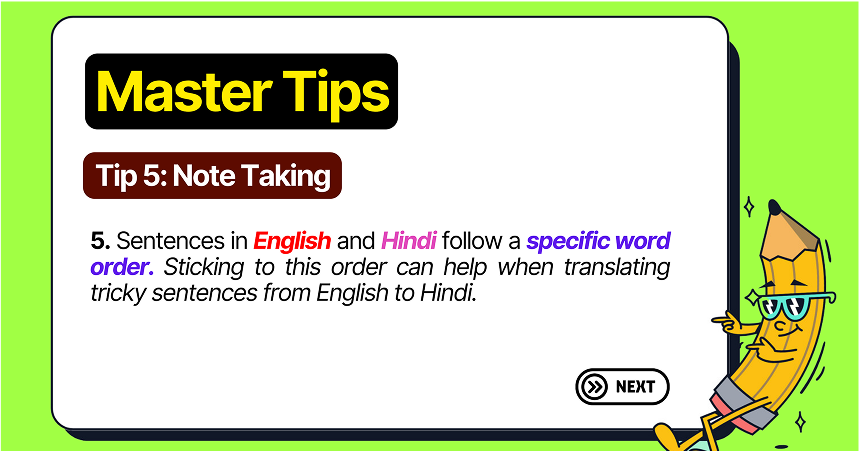 Master Tips
Tip 5: Note Taking
5. Sentences in English and Hindi follow a specific word
order. Sticking to this order can help when translating
tricky sentences from English to Hindi.
NEXT